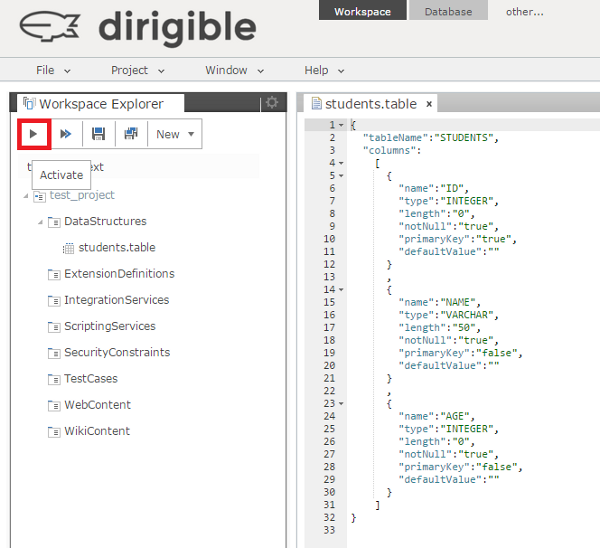 dirigible
Workspace
Database
other...
File
Project
Window
Help
Workspace Explorer
New
t
ext
Activate
test_project
DataStructures
students.table
ExtensionDefinitions
IntegrationServices
ScriptingServices
SecurityConstraints
TestCases
WebContent
WikiContent
students.table ×
1 {
2 "tableName":"STUDENTS",
3 "columns":
4 [
5 {
6 "name":"ID",
7 "type":"INTEGER",
8 "length":"0",
9 "notNull":"true",
10 "primaryKey":"true",
11 "defaultValue":""
12 }
13 ,
14 {
15 "name":"NAME",
16 "type":"VARCHAR",
17 "length":"50",
18 "notNull":"true",
19 "primaryKey":"false",
20 "defaultValue":""
21 }
22 ,
23 {
24 "name":"AGE",
25 "type":"INTEGER",
26 "length":"0",
27 "notNull":"true",
28 "primaryKey":"false",
29 "defaultValue":""
30 }
31 ]
32 }
33